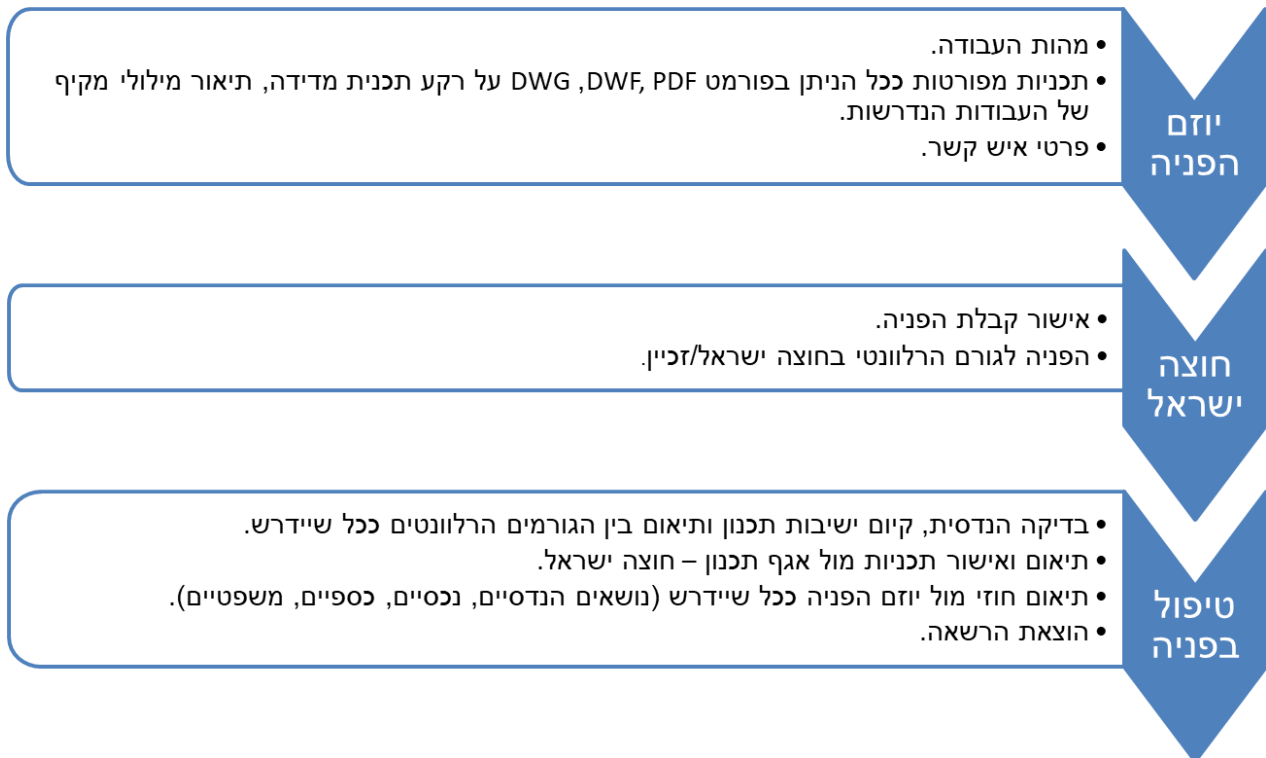 יוזם
הפניה
• מהות העבודה.
• תכניות מפורטות ככל הניתן בפורמט DWG ,DWF, PDF על רקע תכנית מדידה, תיאור מילולי מקיף
של העבודות הנדרשות.
• פרטי איש קשר.
חוצה
ישראל
• אישור קבלת הפניה.
• הפניה לגורם הרלוונטי בחוצה ישראל/זכיין.
טיפול
בפניה
• בדיקה הנדסית, קיום ישיבות תכנון ותיאום בין הגורמים הרלוונטים ככל שיידרש.
• תיאום ואישור תכניות מול אגף תכנון – חוצה ישראל.
• תיאום חוזי מול יוזם הפניה ככל שיידרש (נושאים הנדסיים, נכסיים, כספיים, משפטיים).
• הוצאת הרשאה.